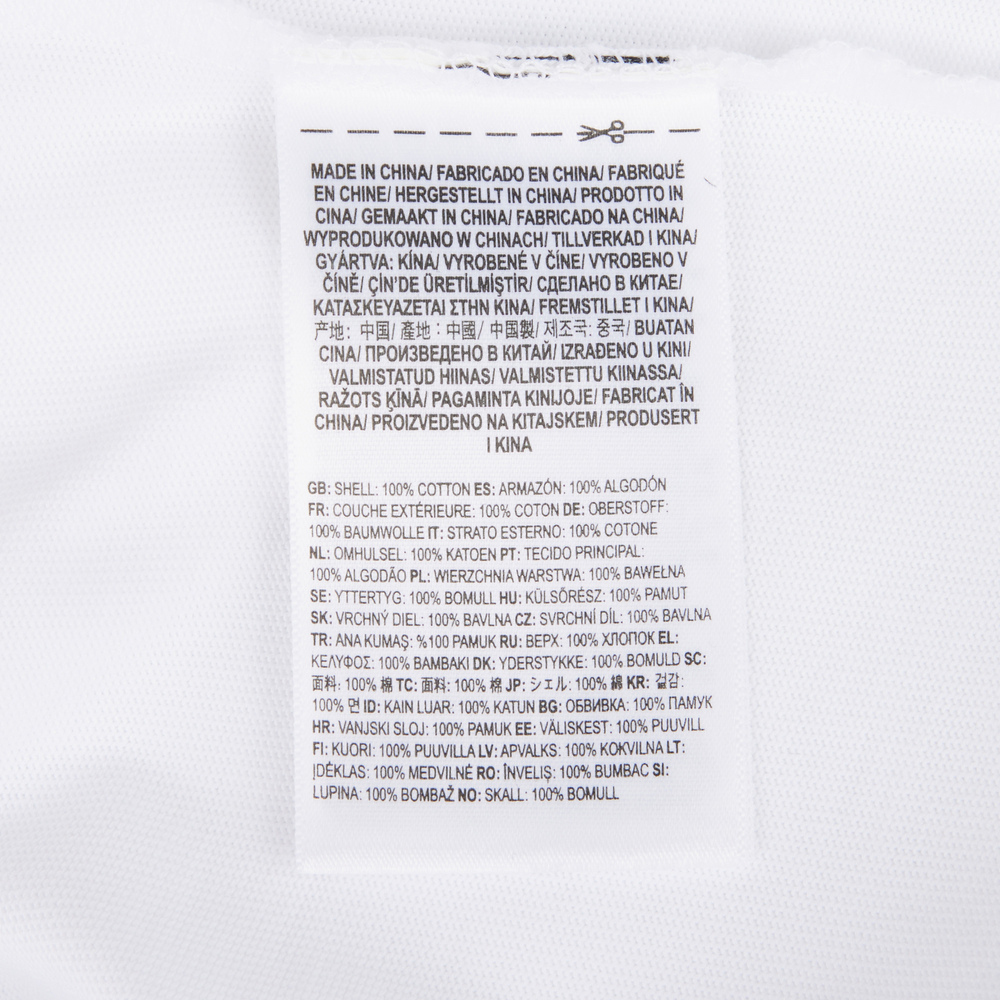 MADE IN CHINA/ FABRICADO EN CHINA/ FABRIQUÉ
EN CHINE/ HERGESTELLT IN CHINA/ PRODOTTO IN
CINA/ GEMAAKT IN CHINA/ FABRICADO NA CHINA/
WYPRODUKOWANO W CHINACH/ TILLVERKAD I KINA/
GYÁRTVA: KÍNA/ VYROBENÉ V ČÍNE/ VYROBENO V
ČÍNĚ/ ÇİN'DE ÜRETİLMİŞTİR/ СДЕЛАНО В КИТАЕ/
ΚΑΤΑΣΚΕΥΑΖΕΤΑΙ ΣΤΗΝ ΚΙΝΑ/ FREMSTILLET I KINA/
产地: 中国/ 產地: 中國/ 中国製/ 제조국: 중국/ BUATAN
CINA/ ПРОИЗВЕДЕНО В КИТАЙ/ IZRAĐENO U KINI/
VALMISTATUD HIINAS/ VALMISTETTU KIINASSA/
RAŽOTS ĶĪNĀ/ PAGAMINTA KINIJOJE/ FABRICAT ÎN
CHINA/ PROIZVEDENO NA KITAJSKEM/ PRODUSERT
I KINA
GB: SHELL: 100% COTTON ES: ARMAZÓN: 100% ALGODÓN
FR: COUCHE EXTÉRIEURE: 100% COTON DE: OBERSTOFF:
100% BAUMWOLLE IT: STRATO ESTERNO: 100% COTONE
NL: OMHULSEL: 100% KATOEN PT: TECIDO PRINCIPAL:
100% ALGODÃO PL: WIERZCHNIA WARSTWA: 100% BAWEŁNA
SE: YTTERTYG: 100% BOMULL HU: KÜLSŐRÉSZ: 100% PAMUT
SK: VRCHNÝ DIEL: 100% BAVLNA CZ: SVRCHNÍ DÍL: 100% BAVLNA
TR: ANA KUMAŞ: %100 PAMUK RU: ВЕРХ: 100% ХЛОПОК EL:
ΚΕΛΥΦΟΣ: 100% ΒΑΜΒΑΚΙ DK: YDERSTYKKE: 100% BOMULD SC:
面料: 100% 棉 TC: 面料: 100% 棉 JP: シェル: 100% 綿 KR: 겉감:
100% 면 ID: KAIN LUAR: 100% KATUN BG: ОБВИВКА: 100% ПАМУК
HR: VANJSKI SLOJ: 100% PAMUK EE: VÄLISKEST: 100% PUUVILL
FI: KUORI: 100% PUUVILLA LV: APVALKS: 100% KOKVILNA LT:
ĮDĖKLAS: 100% MEDVILNĖ RO: ÎNVELIŞ: 100% BUMBAC SI:
LUPINA: 100% BOMBAŽ NO: SKALL: 100% BOMULL